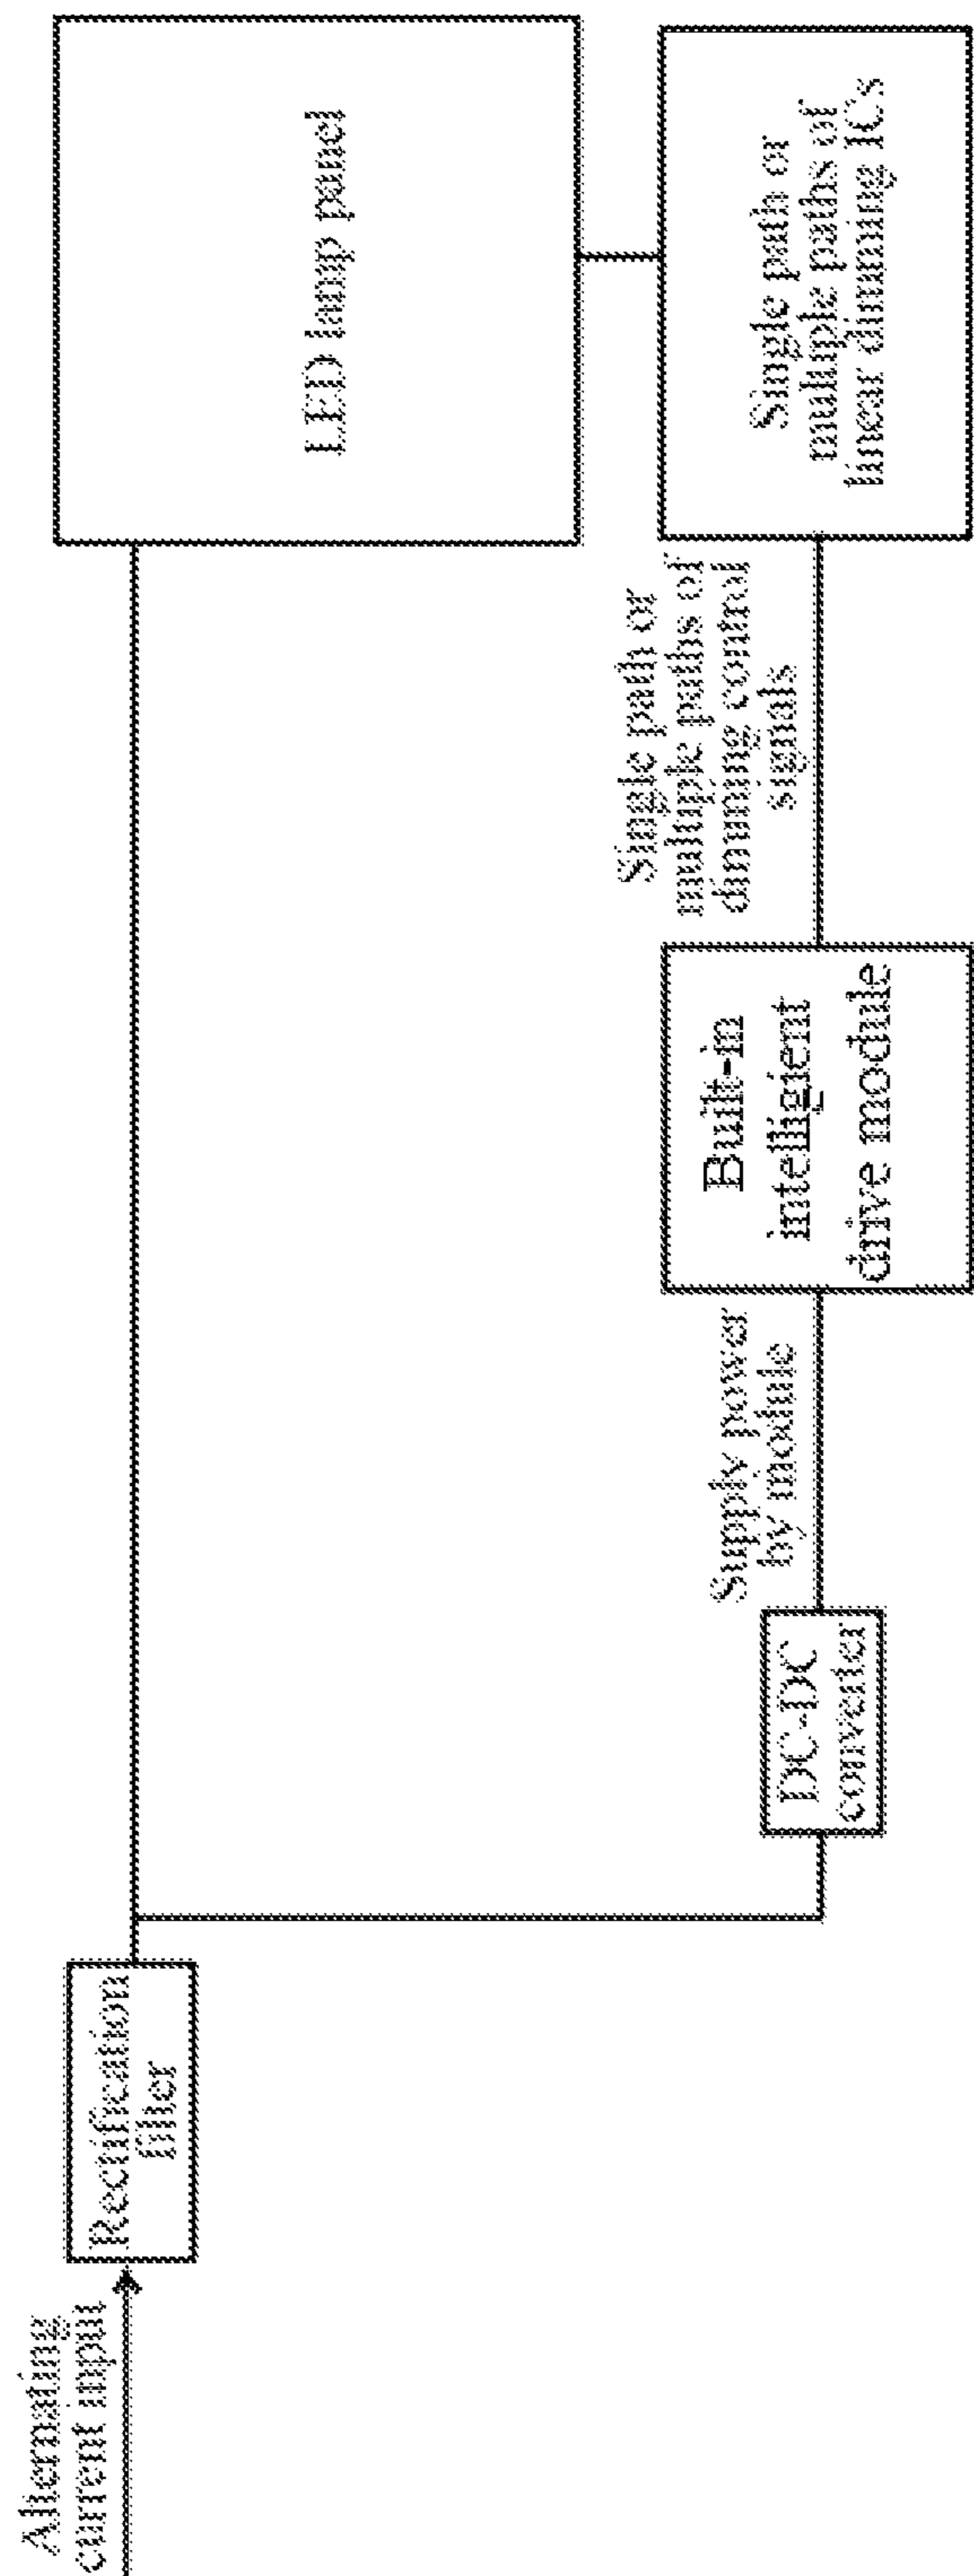 Alternating
current input
Rectification
filter
LED lamp panel
DC-DC
converter
Supply power
by module
Built-in
intelligient
drive module
Single path or
multiple paths of
dimming control
signals
Single path or
multiple paths of
linear dimming ICs